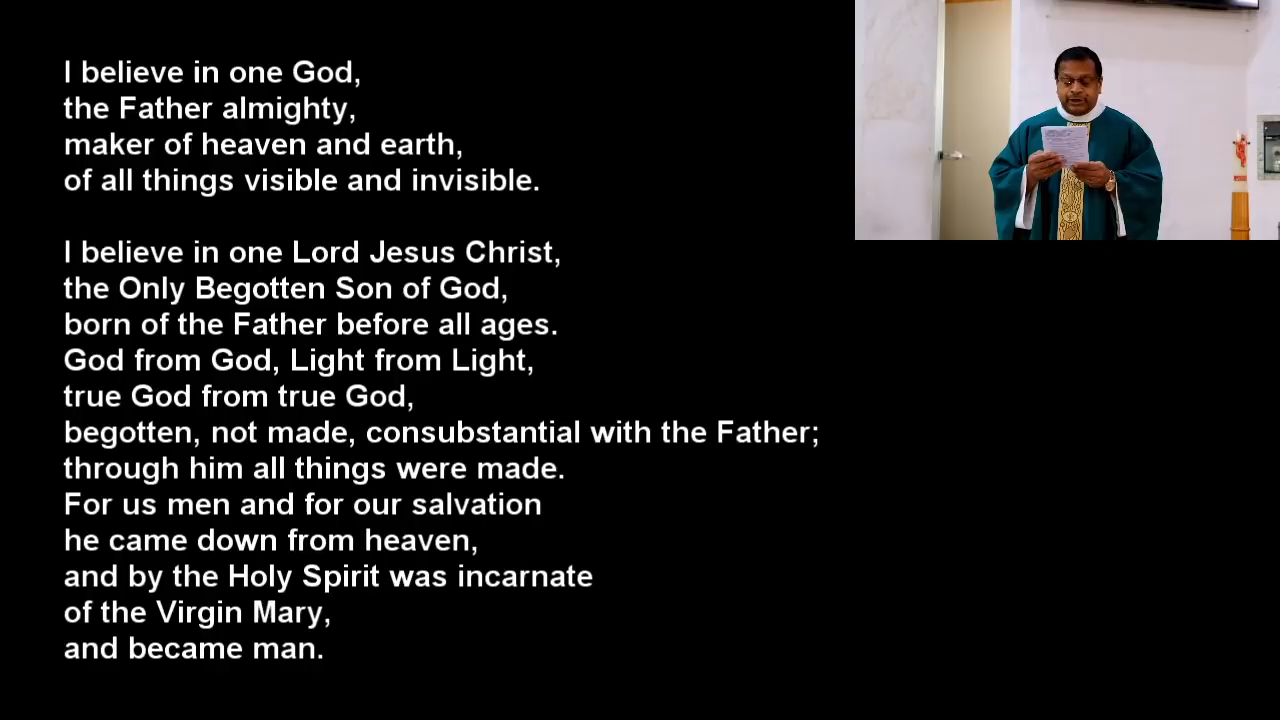 I believe in one God,
the Father almighty,
maker of heaven and earth,
of all things visible and invisible.
I believe in one Lord Jesus Christ,
the Only Begotten Son of God,
born of the Father before all ages.
God from God, Light from Light,
true God from true God,
begotten, not made, consubstantial with the Father;
through him all things were made.
For us men and for our salvation
he came down from heaven,
and by the Holy Spirit was incarnate
of the Virgin Mary,
and became man.